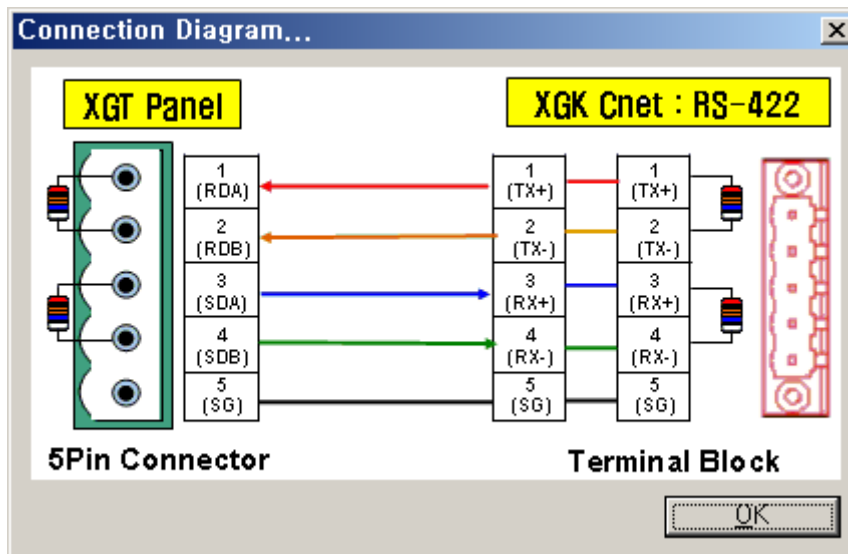 Connection Diagram...
XGT Panel
XGK Cnet : RS-422
1
(RDA)
1
(TX+)
1
(TX+)
2
(RDB)
2
(TX-)
2
(TX-)
3
(SDA)
3
(RX+)
3
(RX+)
4
(SDB)
4
(RX-)
4
(RX-)
5
(SG)
5
(SG)
5
(SG)
5Pin Connector
Terminal Block
OK